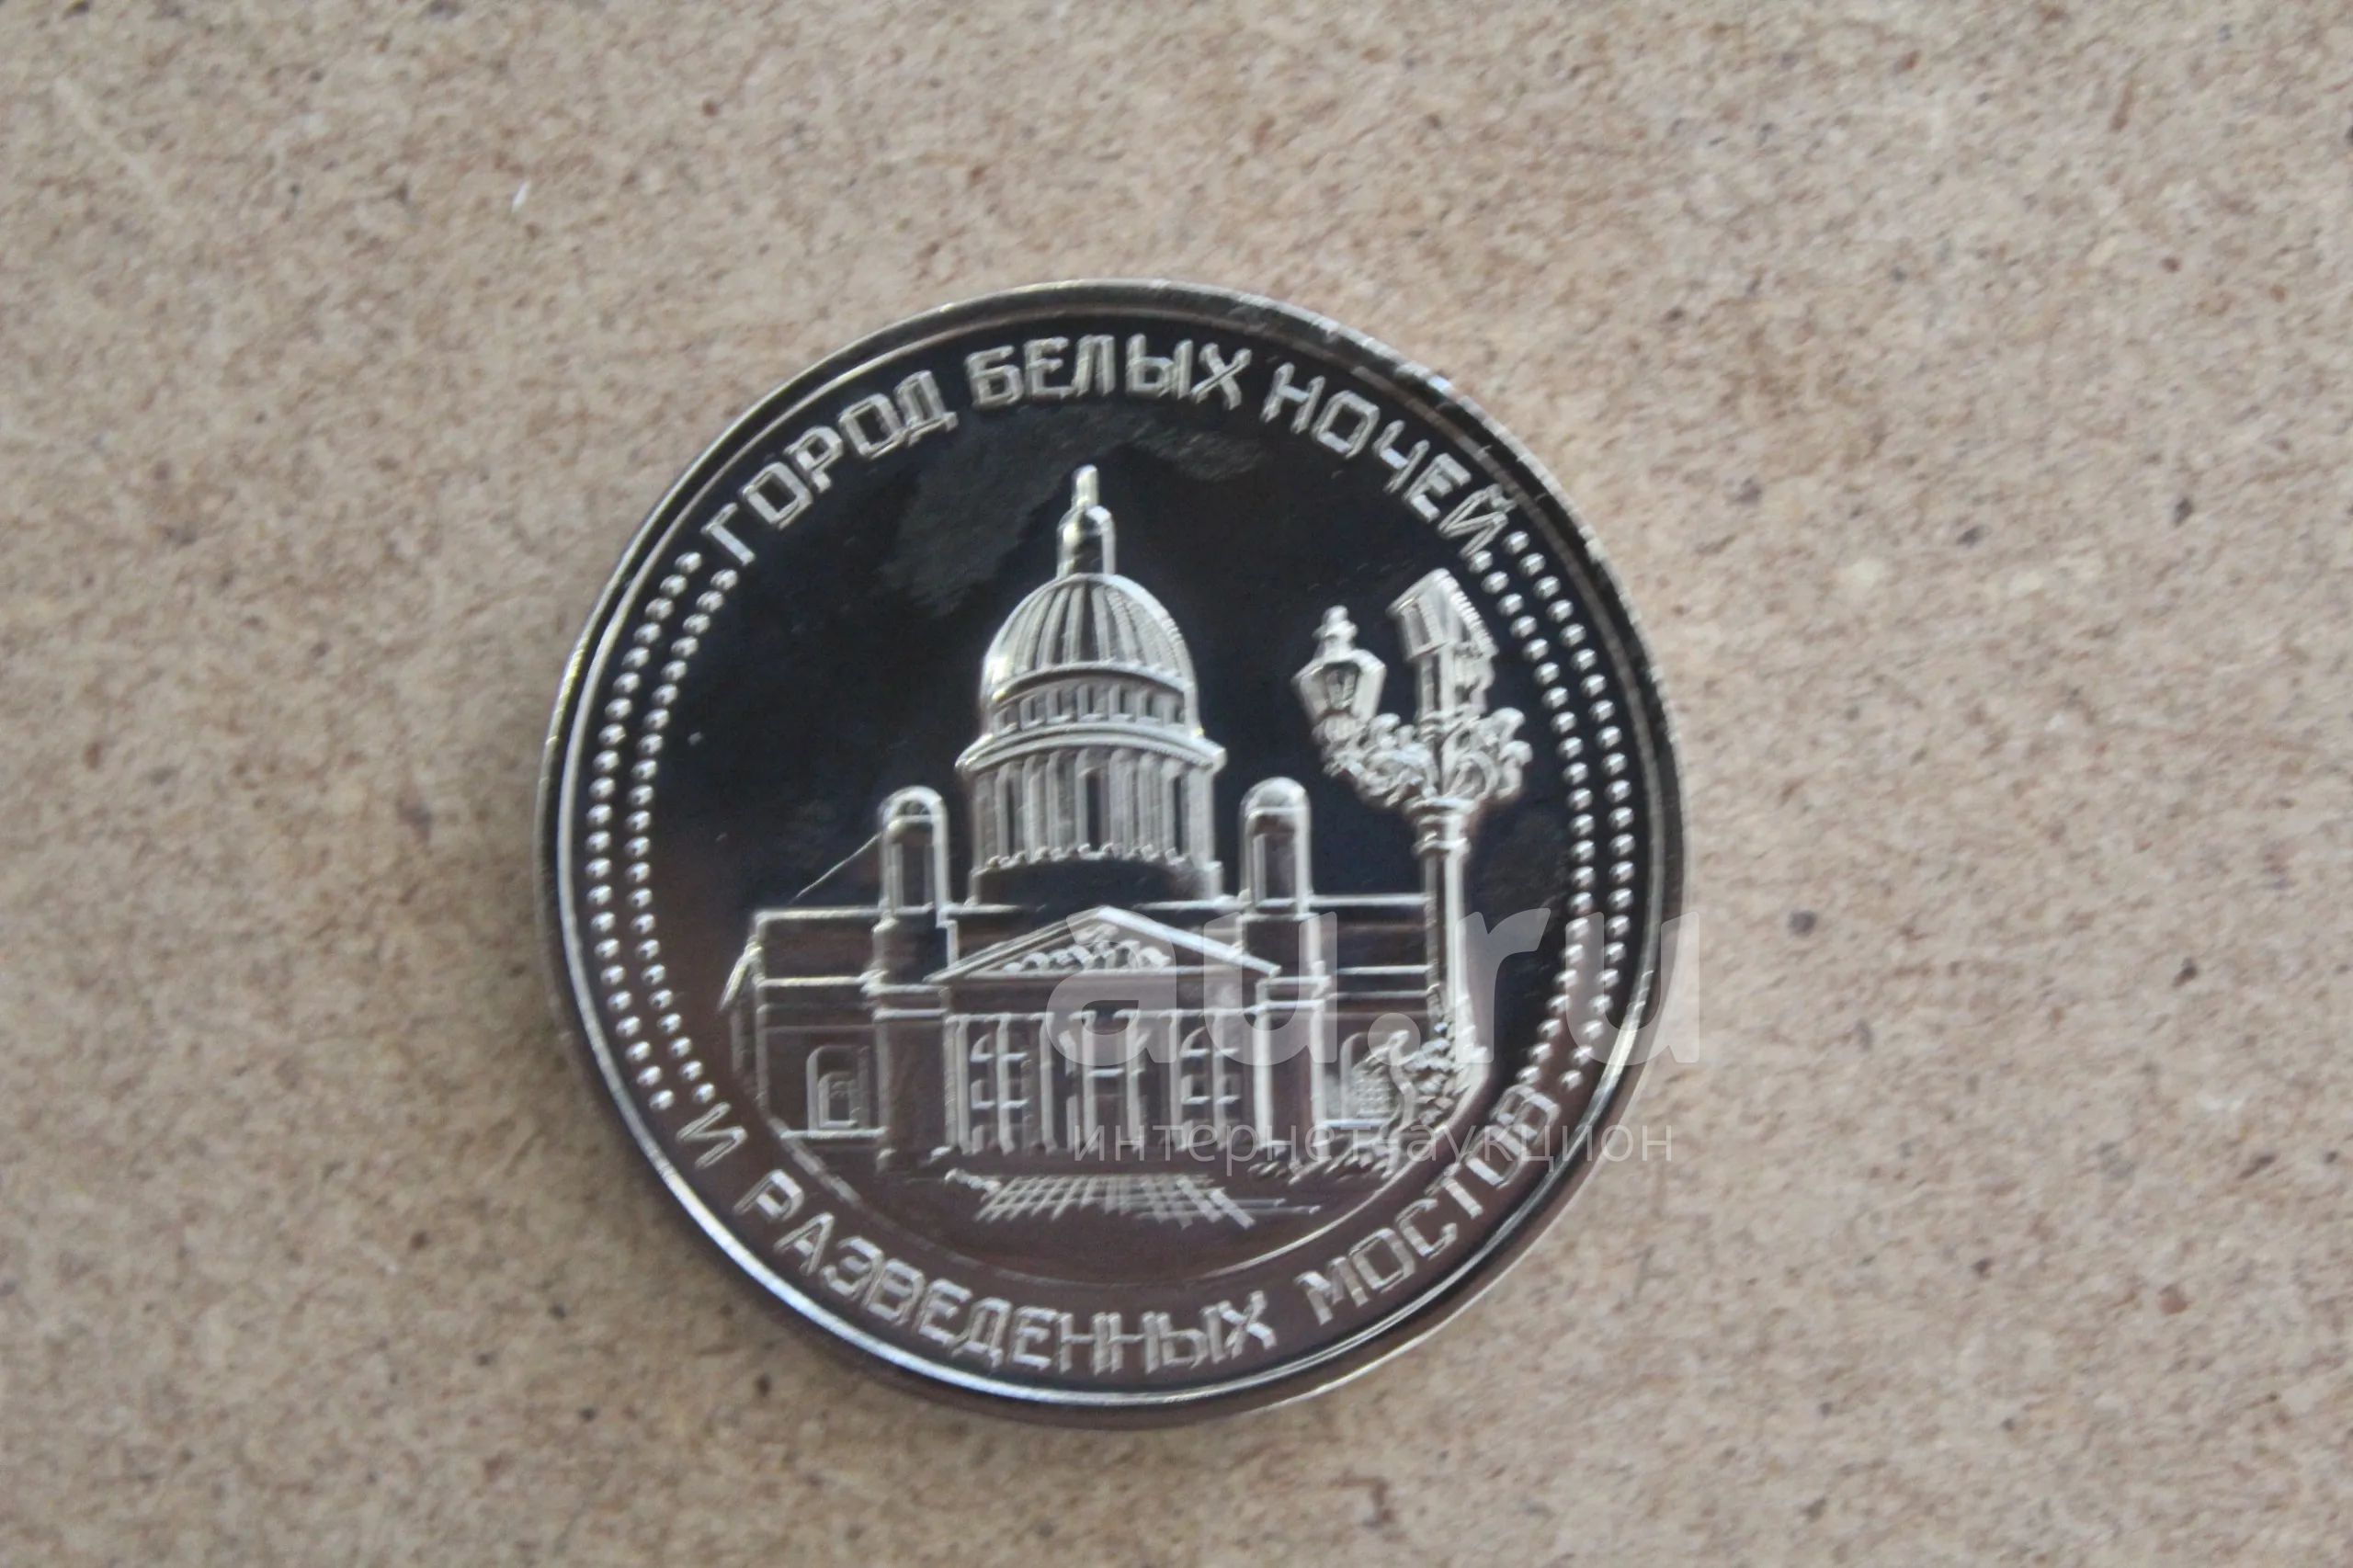 ГОРОД БЕЛЫХ НОЧЕЙ
И РАЗВЕДЕННЫХ МОСТОВ
au.ru
интернет-аукцион